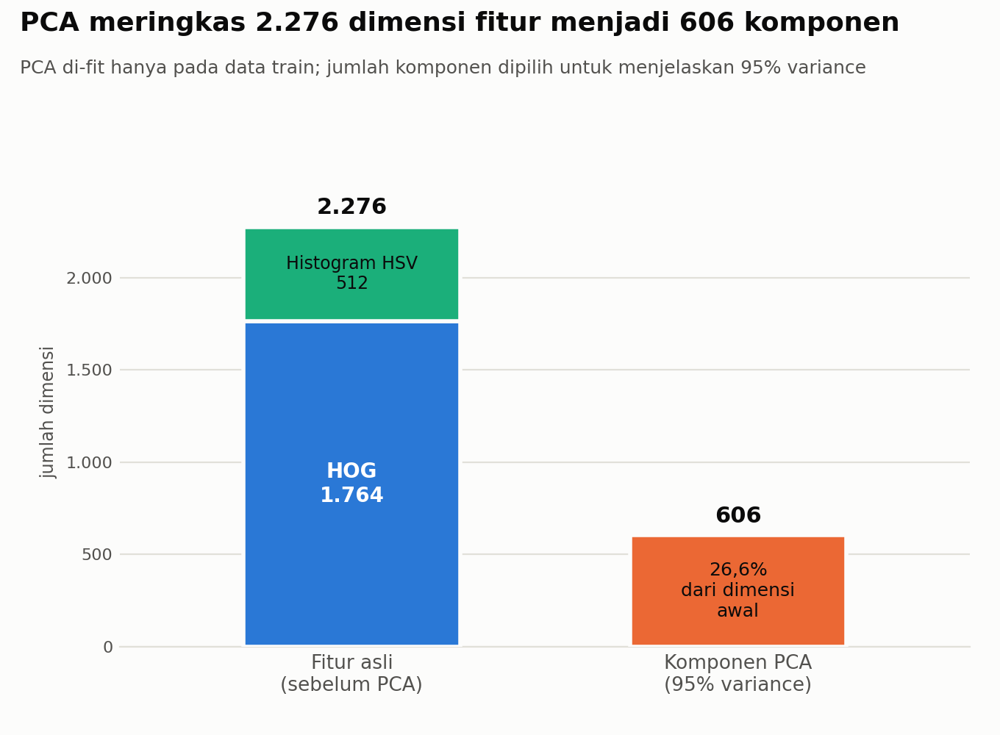 PCA meringkas 2.276 dimensi fitur menjadi 606 komponen
PCA di-fit hanya pada data train; jumlah komponen dipilih untuk menjelaskan 95% variance
2.276
Histogram HSV
512
HOG
1.764
606
26,6%
dari dimensi
awal
jumlah dimensi
2.000
1.500
1.000
500
0
Fitur asli
(sebelum PCA)
Komponen PCA
(95% variance)